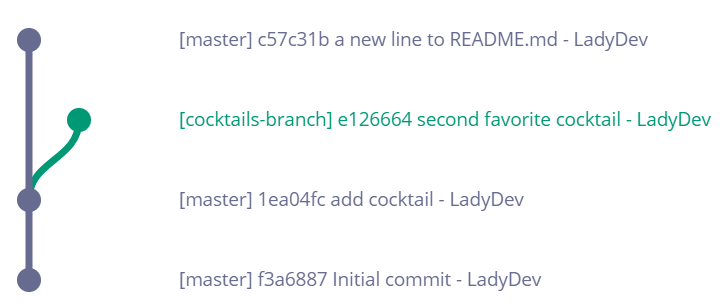 [master] c57c31b a new line to README.md - LadyDev
[cocktails-branch] e126664 second favorite cocktail - LadyDev
[master] 1ea04fc add cocktail - LadyDev
[master] f3a6887 Initial commit - LadyDev